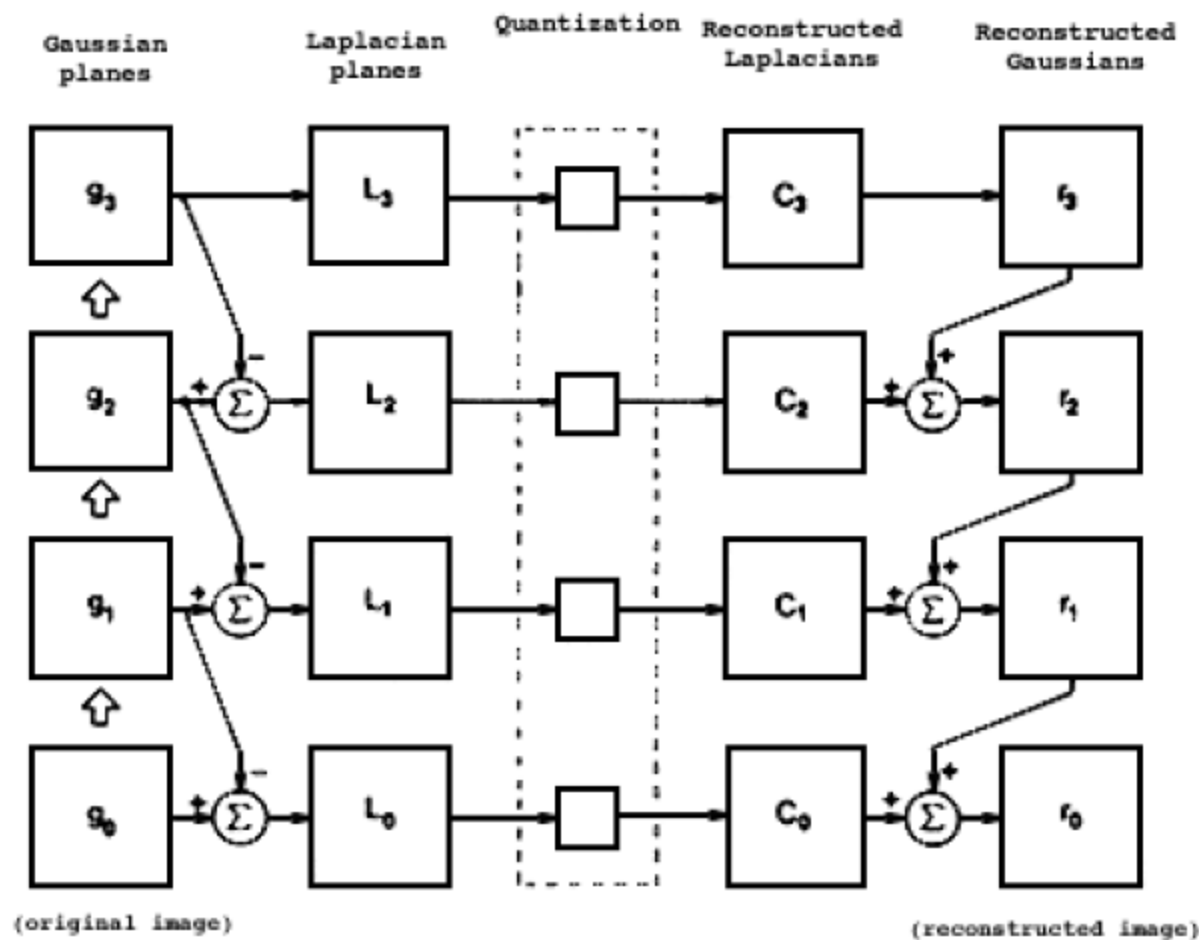 Gaussian planes
Laplacian planes
Quantization
Reconstructed Laplacians
Reconstructed Gaussians
g₃ L₃ C₃ r₃
− +
g₂ + Σ L₂ C₂ + Σ r₂
− +
g₁ + Σ L₁ C₁ + Σ r₁
− +
g₀ + Σ L₀ C₀ + Σ r₀
(original image)
(reconstructed image)